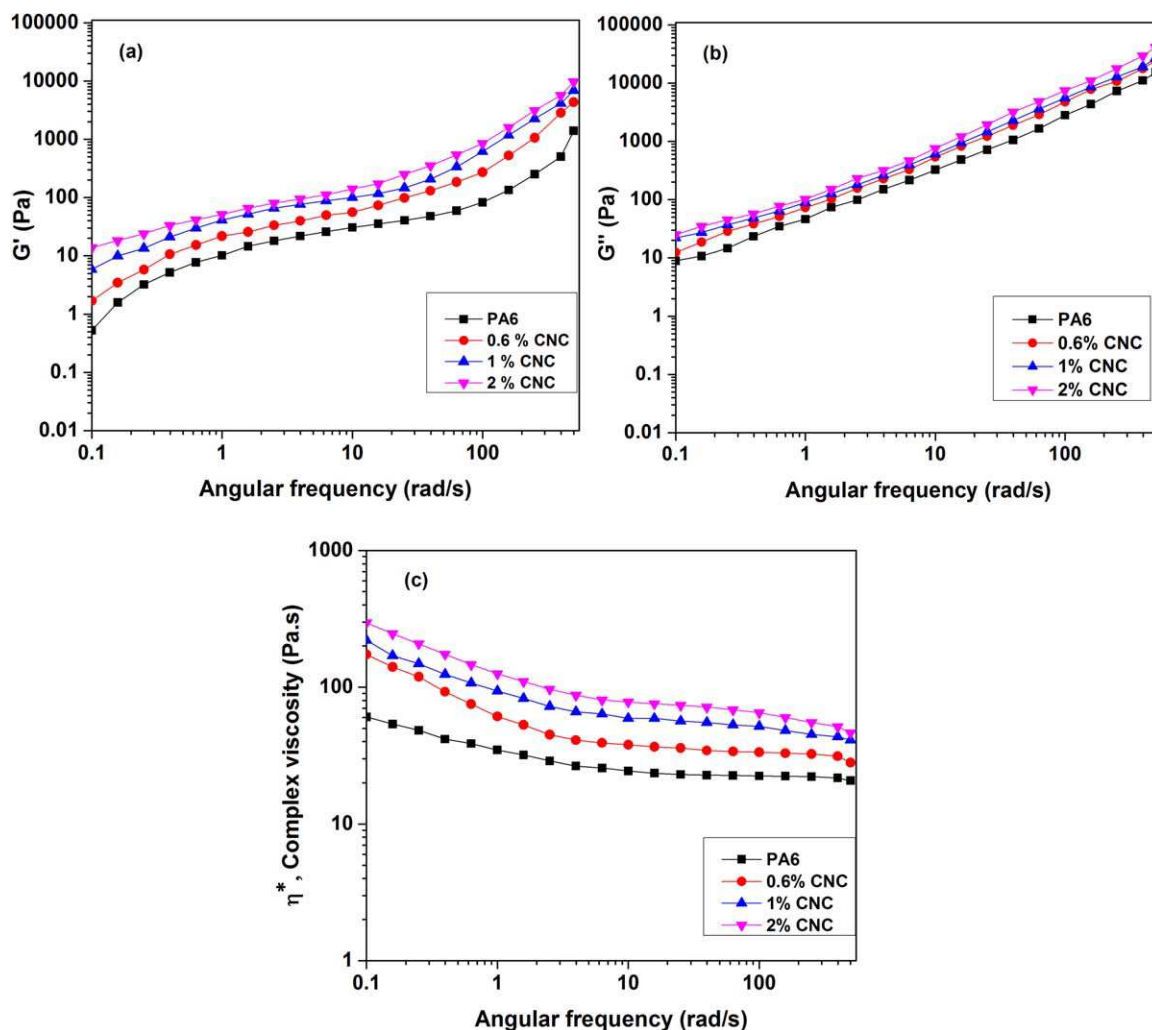 (a)
G' (Pa)
100000
10000
1000
100
10
1
0.1
0.01
0.1 1 10 100
Angular frequency (rad/s)
PA6
0.6 % CNC
1 % CNC
2 % CNC
(b)
G'' (Pa)
100000
10000
1000
100
10
1
0.1
0.01
0.1 1 10 100
Angular frequency (rad/s)
PA6
0.6% CNC
1% CNC
2% CNC
(c)
η*, Complex viscosity (Pa.s)
1000
100
10
1
0.1 1 10 100
Angular frequency (rad/s)
PA6
0.6% CNC
1% CNC
2% CNC